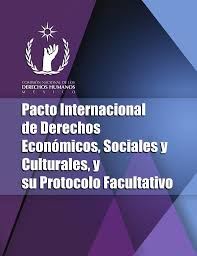 COMISIÓN NACIONAL DE LOS
DERECHOS HUMANOS
MÉXICO
Pacto Internacional
de Derechos
Económicos, Sociales y
Culturales, y
su Protocolo Facultativo